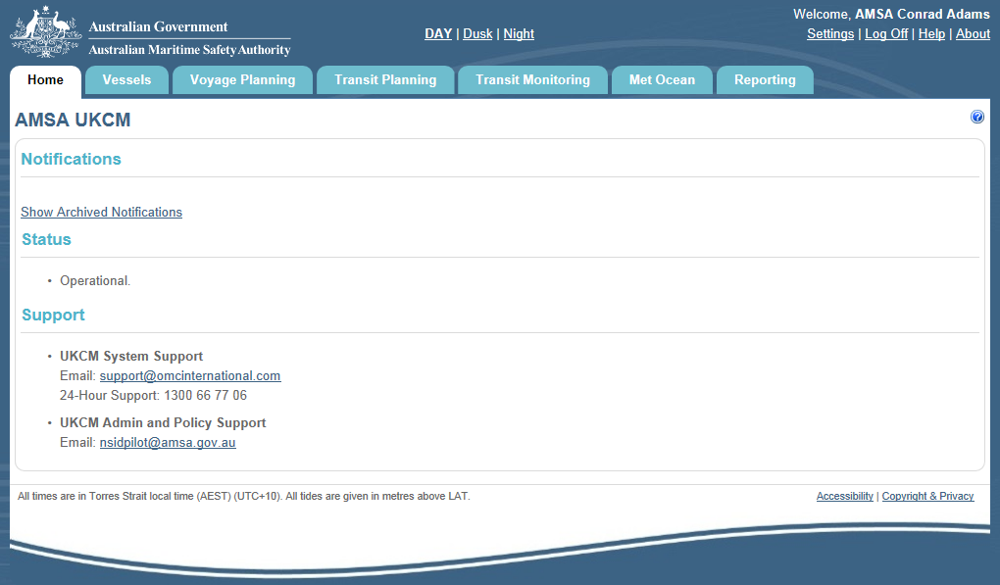 Australian Government
Australian Maritime Safety Authority
DAY | Dusk | Night
Welcome, AMSA Conrad Adams
Settings | Log Off | Help | About
Home
Vessels
Voyage Planning
Transit Planning
Transit Monitoring
Met Ocean
Reporting
AMSA UKCM
?
Notifications
Show Archived Notifications
Status
• Operational.
Support
• UKCM System Support
Email: support@omcinternational.com
24-Hour Support: 1300 66 77 06
• UKCM Admin and Policy Support
Email: nsidpilot@amsa.gov.au
All times are in Torres Strait local time (AEST) (UTC+10). All tides are given in metres above LAT.
Accessibility | Copyright & Privacy